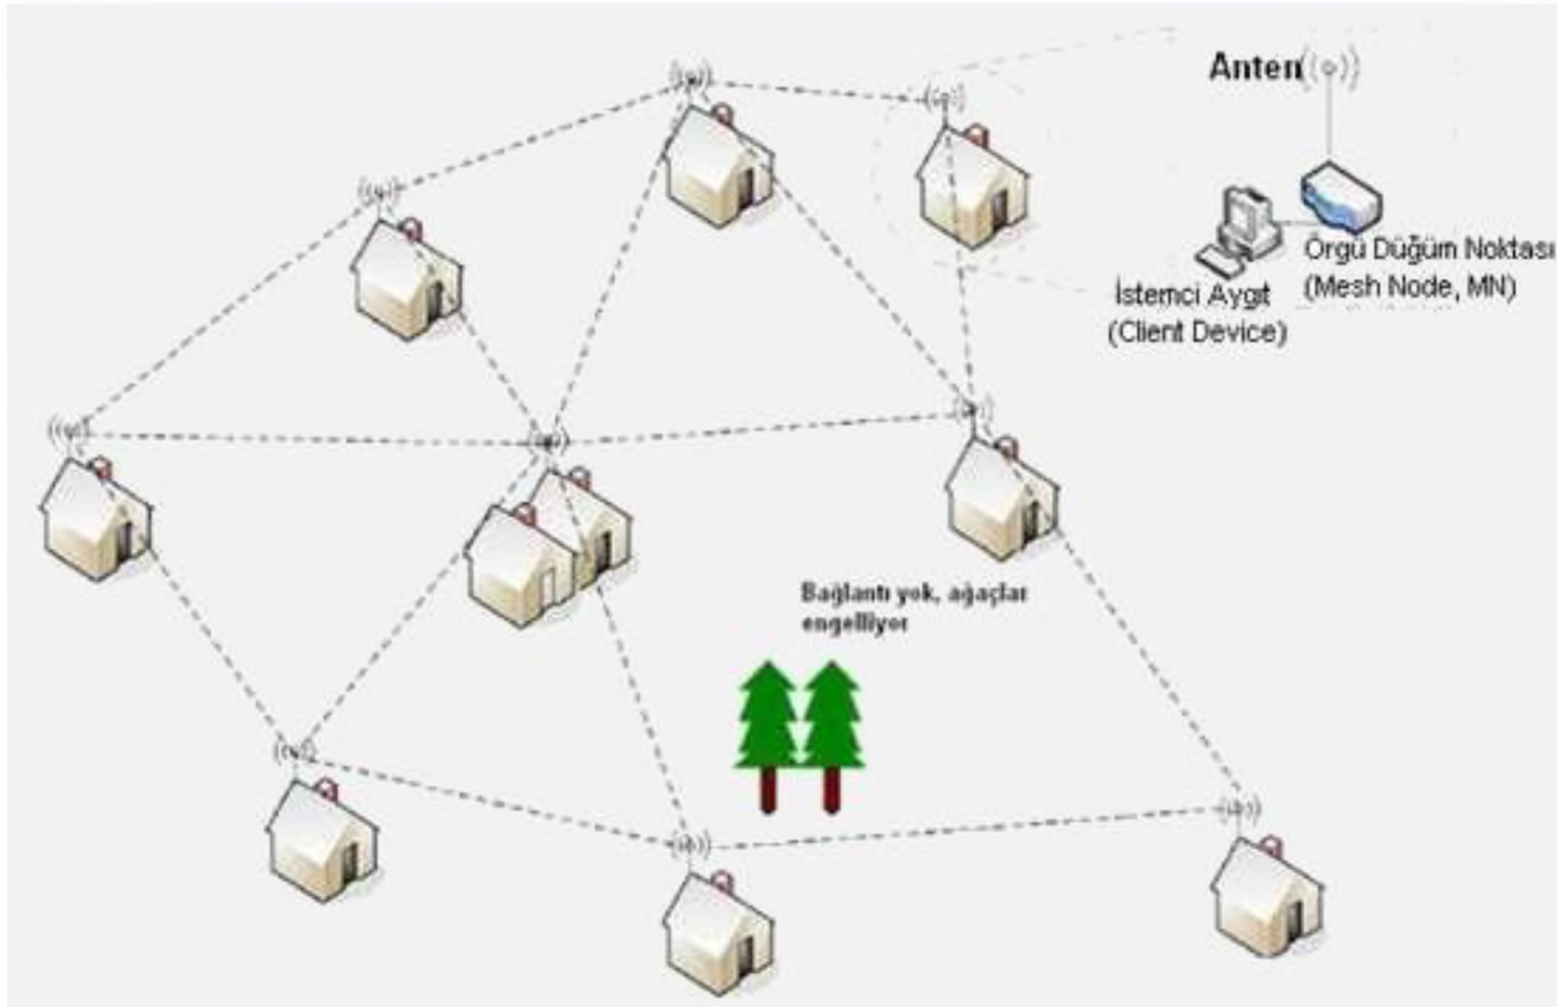 Anten
Örgü Düğüm Noktası
(Mesh Node, MN)
İstemci Aygıt
(Client Device)
Bağlantı yok, ağaçlar
engelliyor